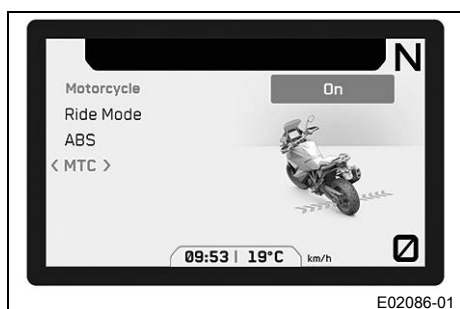 N
Motorcycle
On
Ride Mode
ABS
< MTC >
09:53 | 19°C km/h
0
E02086-01